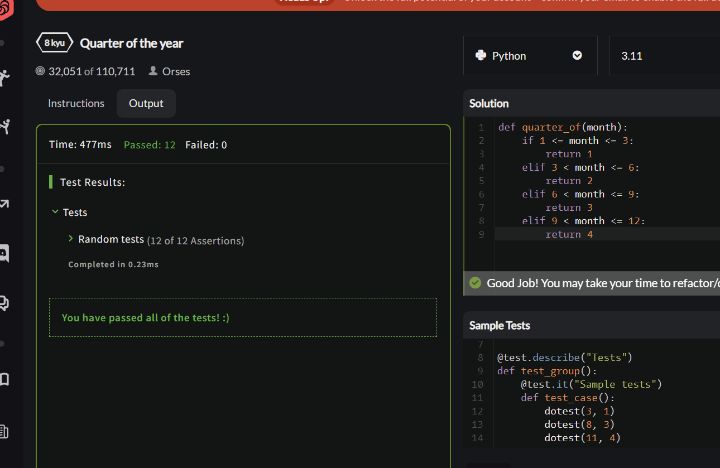 8 kyu Quarter of the year
32,051 of 110,711 Orses
Instructions Output
Time: 477ms Passed: 12 Failed: 0
Test Results:
Tests
Random tests (12 of 12 Assertions)
Completed in 0.23ms
You have passed all of the tests! :)
Python 3.11
Solution
1 def quarter_of(month):
2 if 1 <= month <= 3:
3 return 1
4 elif 3 < month <= 6:
5 return 2
6 elif 6 < month <= 9:
7 return 3
8 elif 9 < month <= 12:
9 return 4
Good Job! You may take your time to refactor/
Sample Tests
7
8 @test.describe("Tests")
9 def test_group():
10 @test.it("Sample tests")
11 def test_case():
12 dotest(3, 1)
13 dotest(8, 3)
14 dotest(11, 4)